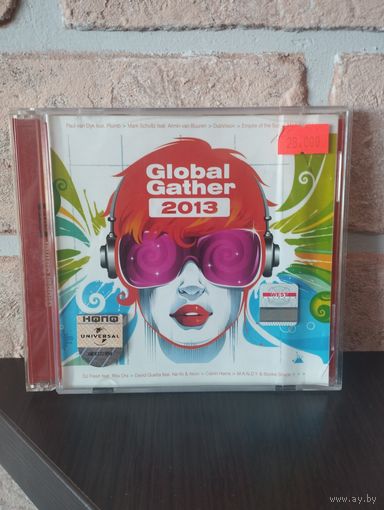 Paul van Dyk feat. Plumb > Mark Schultz feat. Armin van Buuren > Dubvision > Empire of the Sun
28.000
Global
Gather
2013
WEST
UNIVERSAL
DJ Fresh feat. Rita Ora > David Guetta feat. Ne-Yo & Akon > Calvin Harris > M.A.N.D.Y. & Booka Shade > > >
www.ay.by